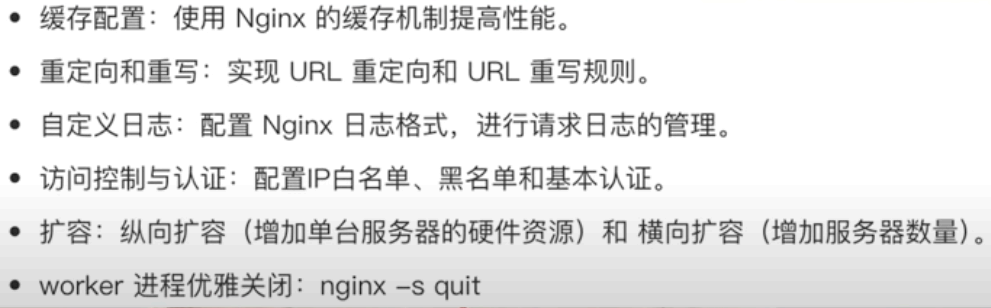 • 缓存配置：使用 Nginx 的缓存机制提高性能。
• 重定向和重写：实现 URL 重定向和 URL 重写规则。
• 自定义日志：配置 Nginx 日志格式，进行请求日志的管理。
• 访问控制与认证：配置IP白名单、黑名单和基本认证。
• 扩容：纵向扩容（增加单台服务器的硬件资源）和 横向扩容（增加服务器数量）。
• worker 进程优雅关闭：nginx –s quit